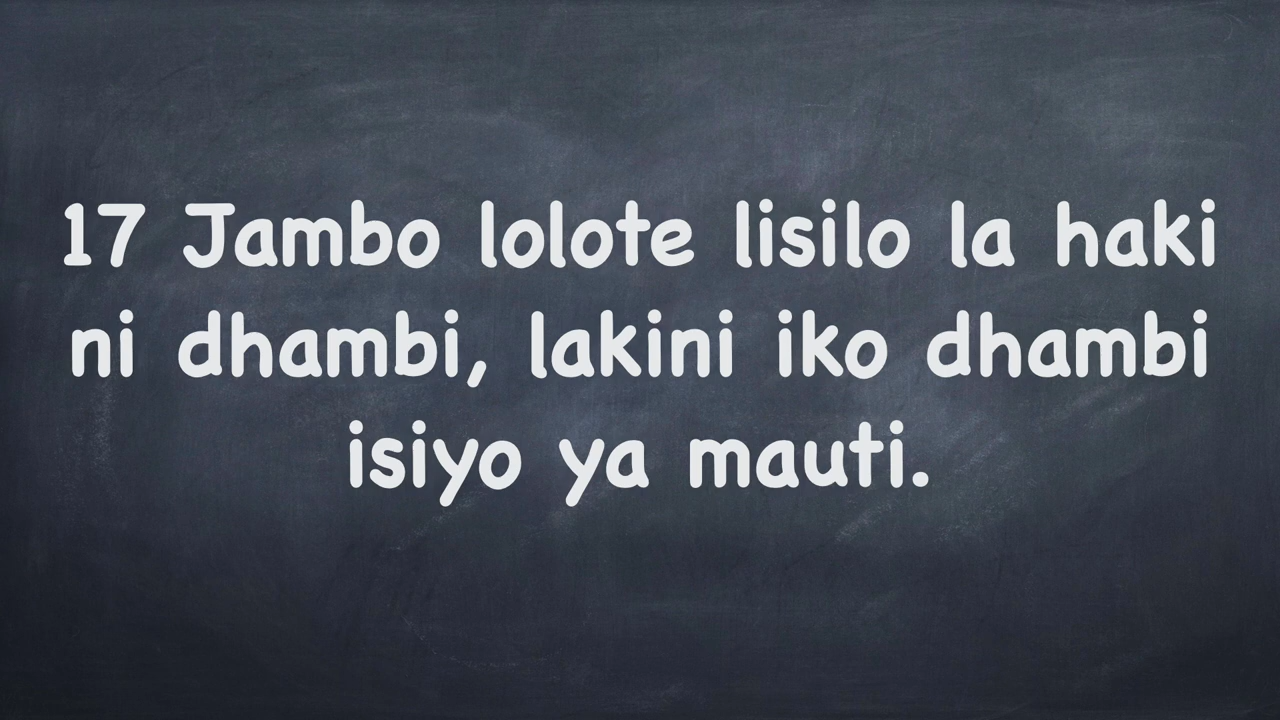 17 Jambo lolote lisilo la haki
ni dhambi, lakini iko dhambi
isiyo ya mauti.